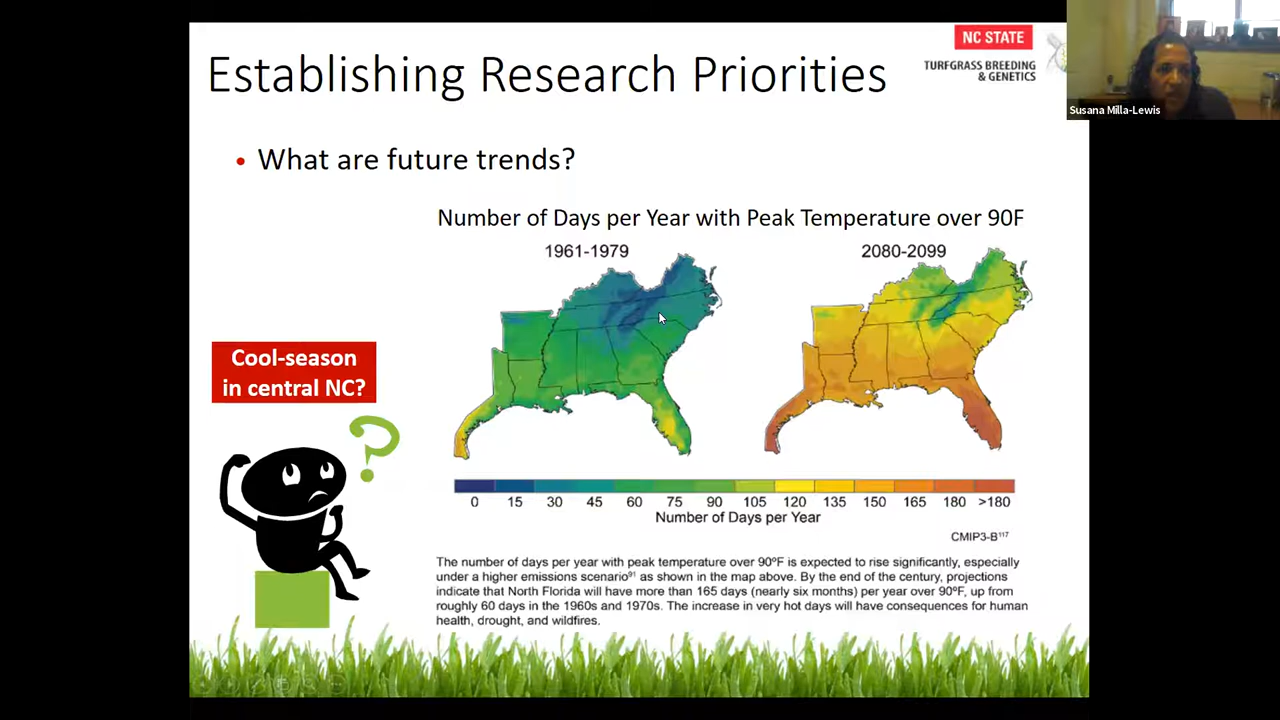 Establishing Research Priorities
NC STATE
TURFGRASS BREEDING
& GENETICS
Susana Milla-Lewis
• What are future trends?
Number of Days per Year with Peak Temperature over 90F
1961-1979
2080-2099
Cool-season
in central NC?
?
0 15 30 45 60 75 90 105 120 135 150 165 180 >180
Number of Days per Year
CMIP3-B117
The number of days per year with peak temperature over 90ºF is expected to rise significantly, especially
under a higher emissions scenario91 as shown in the map above. By the end of the century, projections
indicate that North Florida will have more than 165 days (nearly six months) per year over 90ºF, up from
roughly 60 days in the 1960s and 1970s. The increase in very hot days will have consequences for human
health, drought, and wildfires.